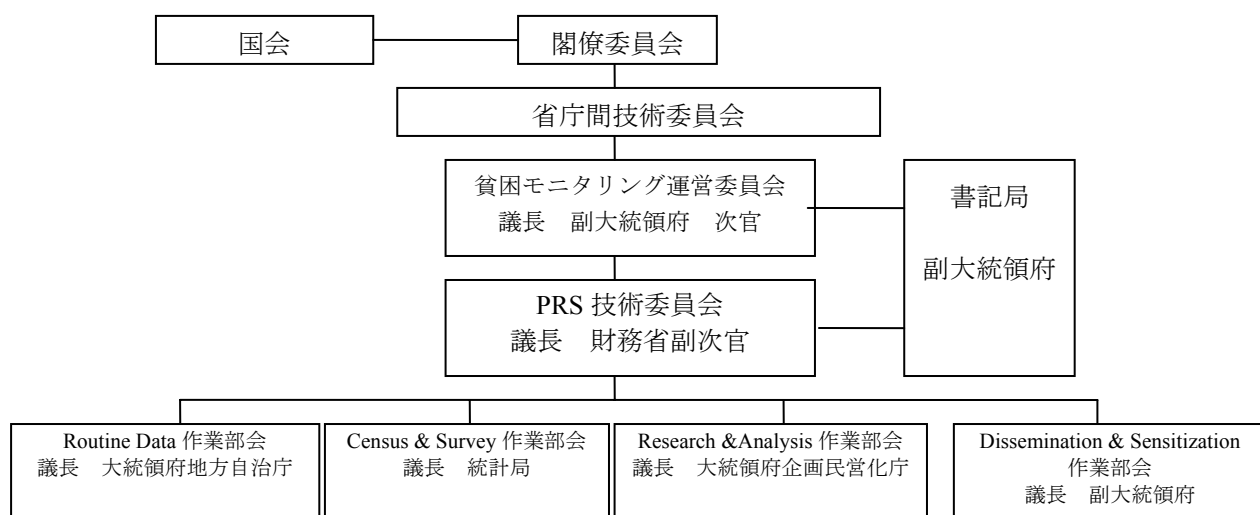 国会
閣僚委員会
省庁間技術委員会
貧困モニタリング運営委員会
議長　副大統領府　次官
書記局
副大統領府
PRS 技術委員会
議長　財務省副次官
Routine Data 作業部会
議長　大統領府地方自治庁
Census & Survey 作業部会
議長　統計局
Research &Analysis 作業部会
議長　大統領府企画民営化庁
Dissemination & Sensitization
作業部会
議長　副大統領府